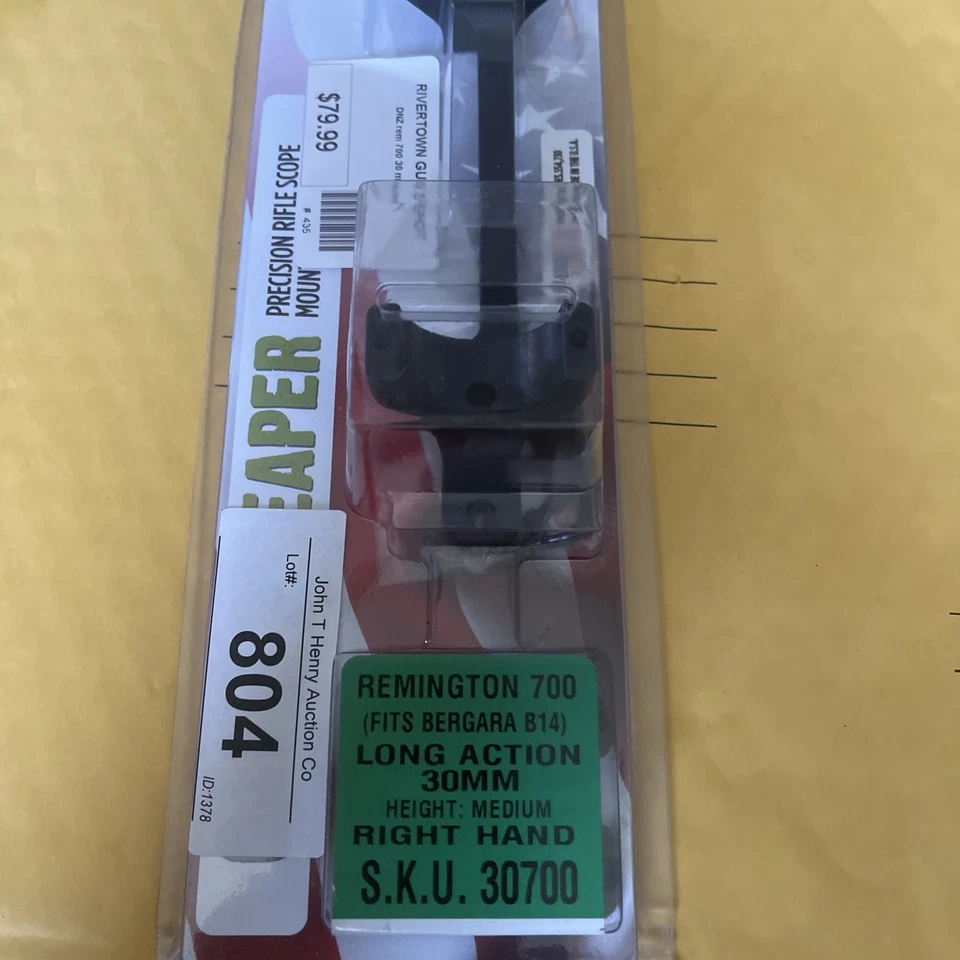 RIVERTOWN GUN
DNZ rem 700 30 m
$79.99
# 435
PRECISION RIFLE SCOPE
MOUN
EAPER
John T Henry Auction Co
Lot#:
804
ID:1378
REMINGTON 700
(FITS BERGARA B14)
LONG ACTION
30MM
HEIGHT: MEDIUM
RIGHT HAND
S.K.U. 30700